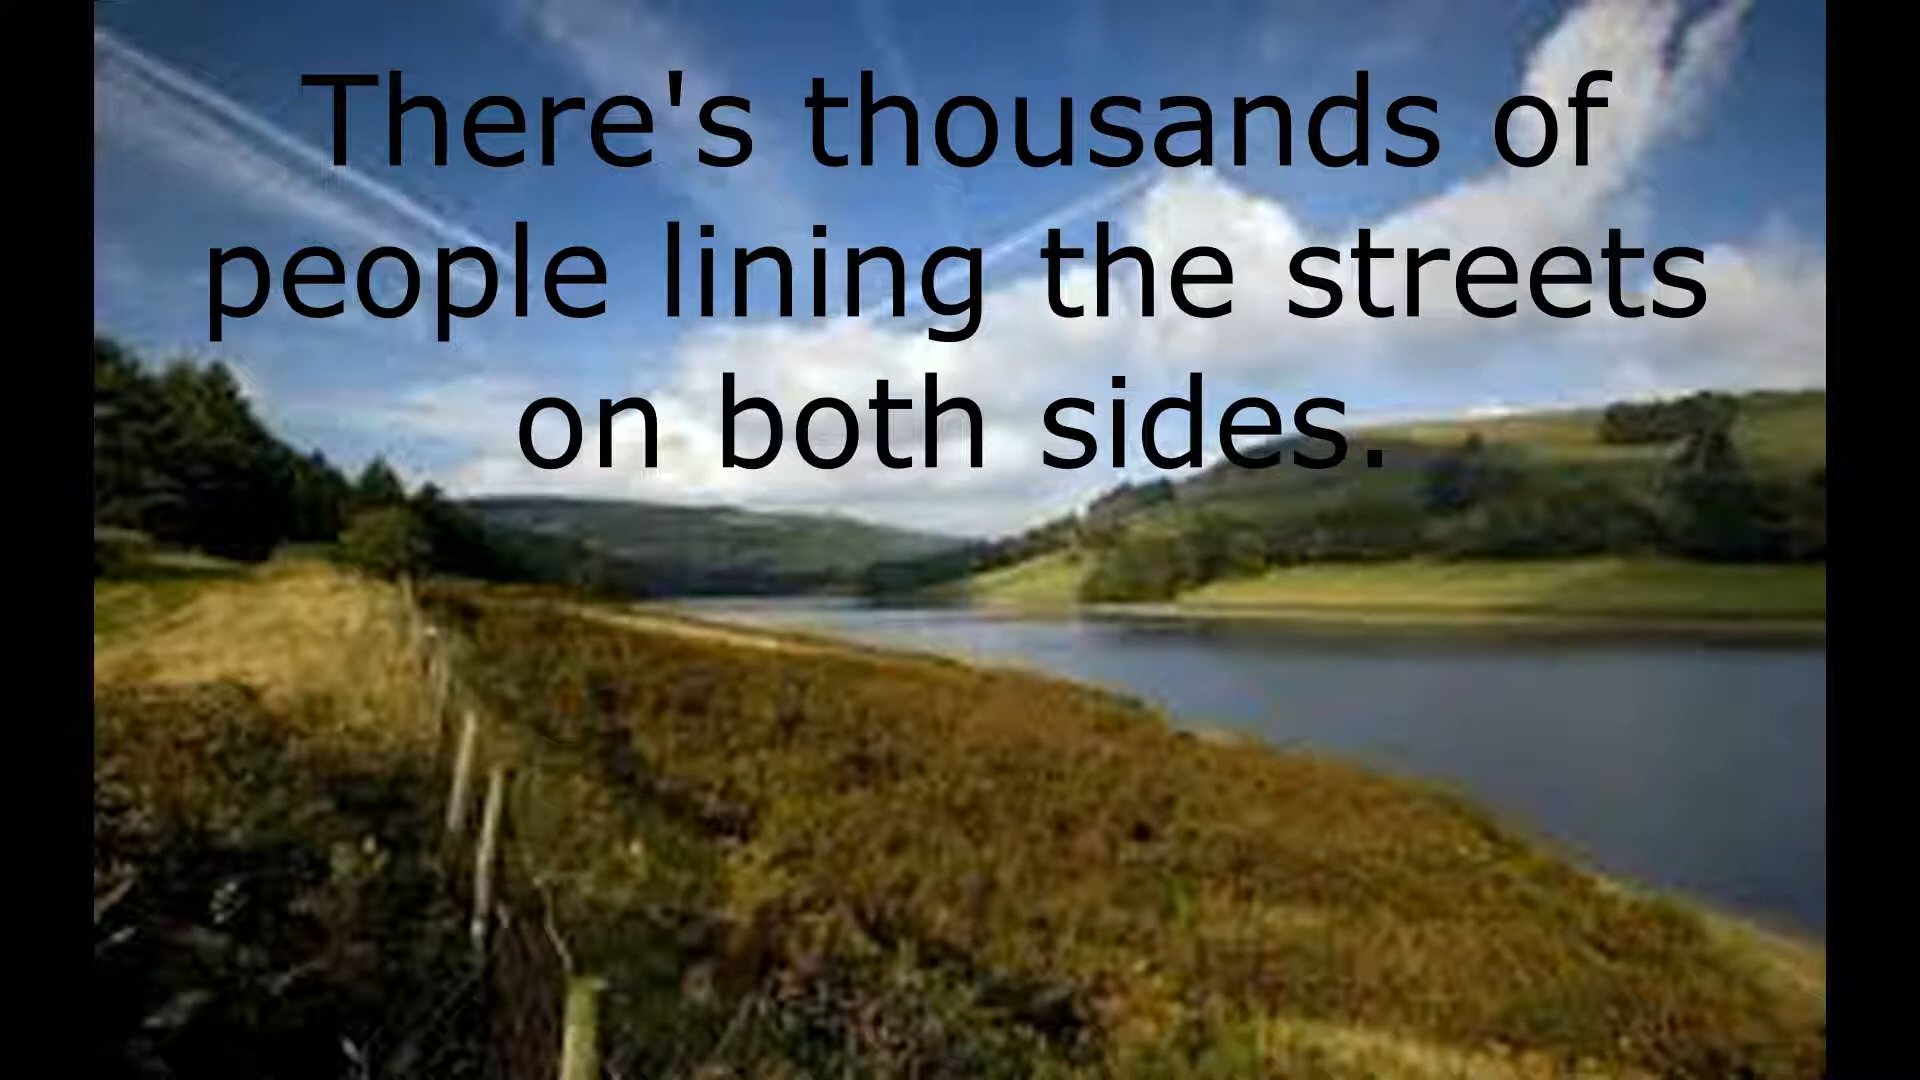 There's thousands of
people lining the streets
on both sides.